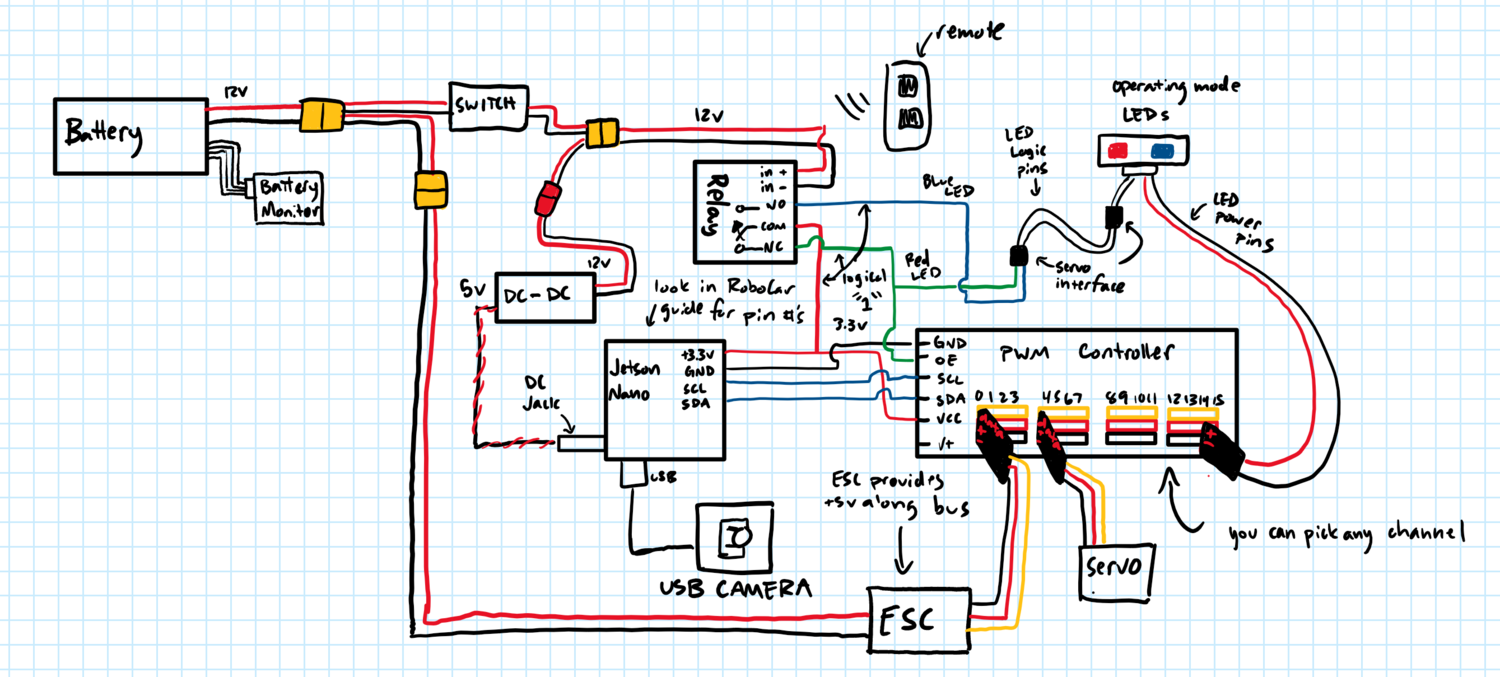 remote
operating mode
LEDs
12V
Battery
SWITCH
12V
LED
Logic
pins
Battery
Monitor
Relay
in +
in -
NO
COM
NC
Blue
LED
LED
power
pins
servo
interface
Red
LED
logical
"1"
3.3v
12V
5v
DC-DC
look in Robocar
guide for pin #'s
Jetson
Nano
+3.3v
GND
SCL
SDA
DC
Jack
USB
USB CAMERA
PWM Controller
GND
OE
SCL
SDA
VCC
V+
0 1 2 3
4 5 6 7
8 9 10 11
12 13 14 15
ESC provides
+5v along bus
you can pick any channel
servo
ESC